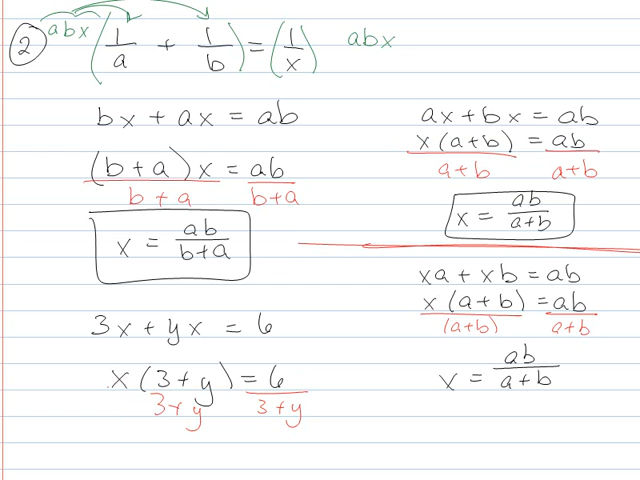 ② abx (1/a + 1/b) = (1/x) abx
bx + ax = ab
(b + a)x = ab
b + a b+a
x = ab/(b+a)
3x + yx = 6
x(3+y) = 6
3+y 3+y
ax + bx = ab
x(a+b) = ab
a+b a+b
x = ab/(a+b)
xa + xb = ab
x(a+b) = ab
(a+b) a+b
x = ab/(a+b)